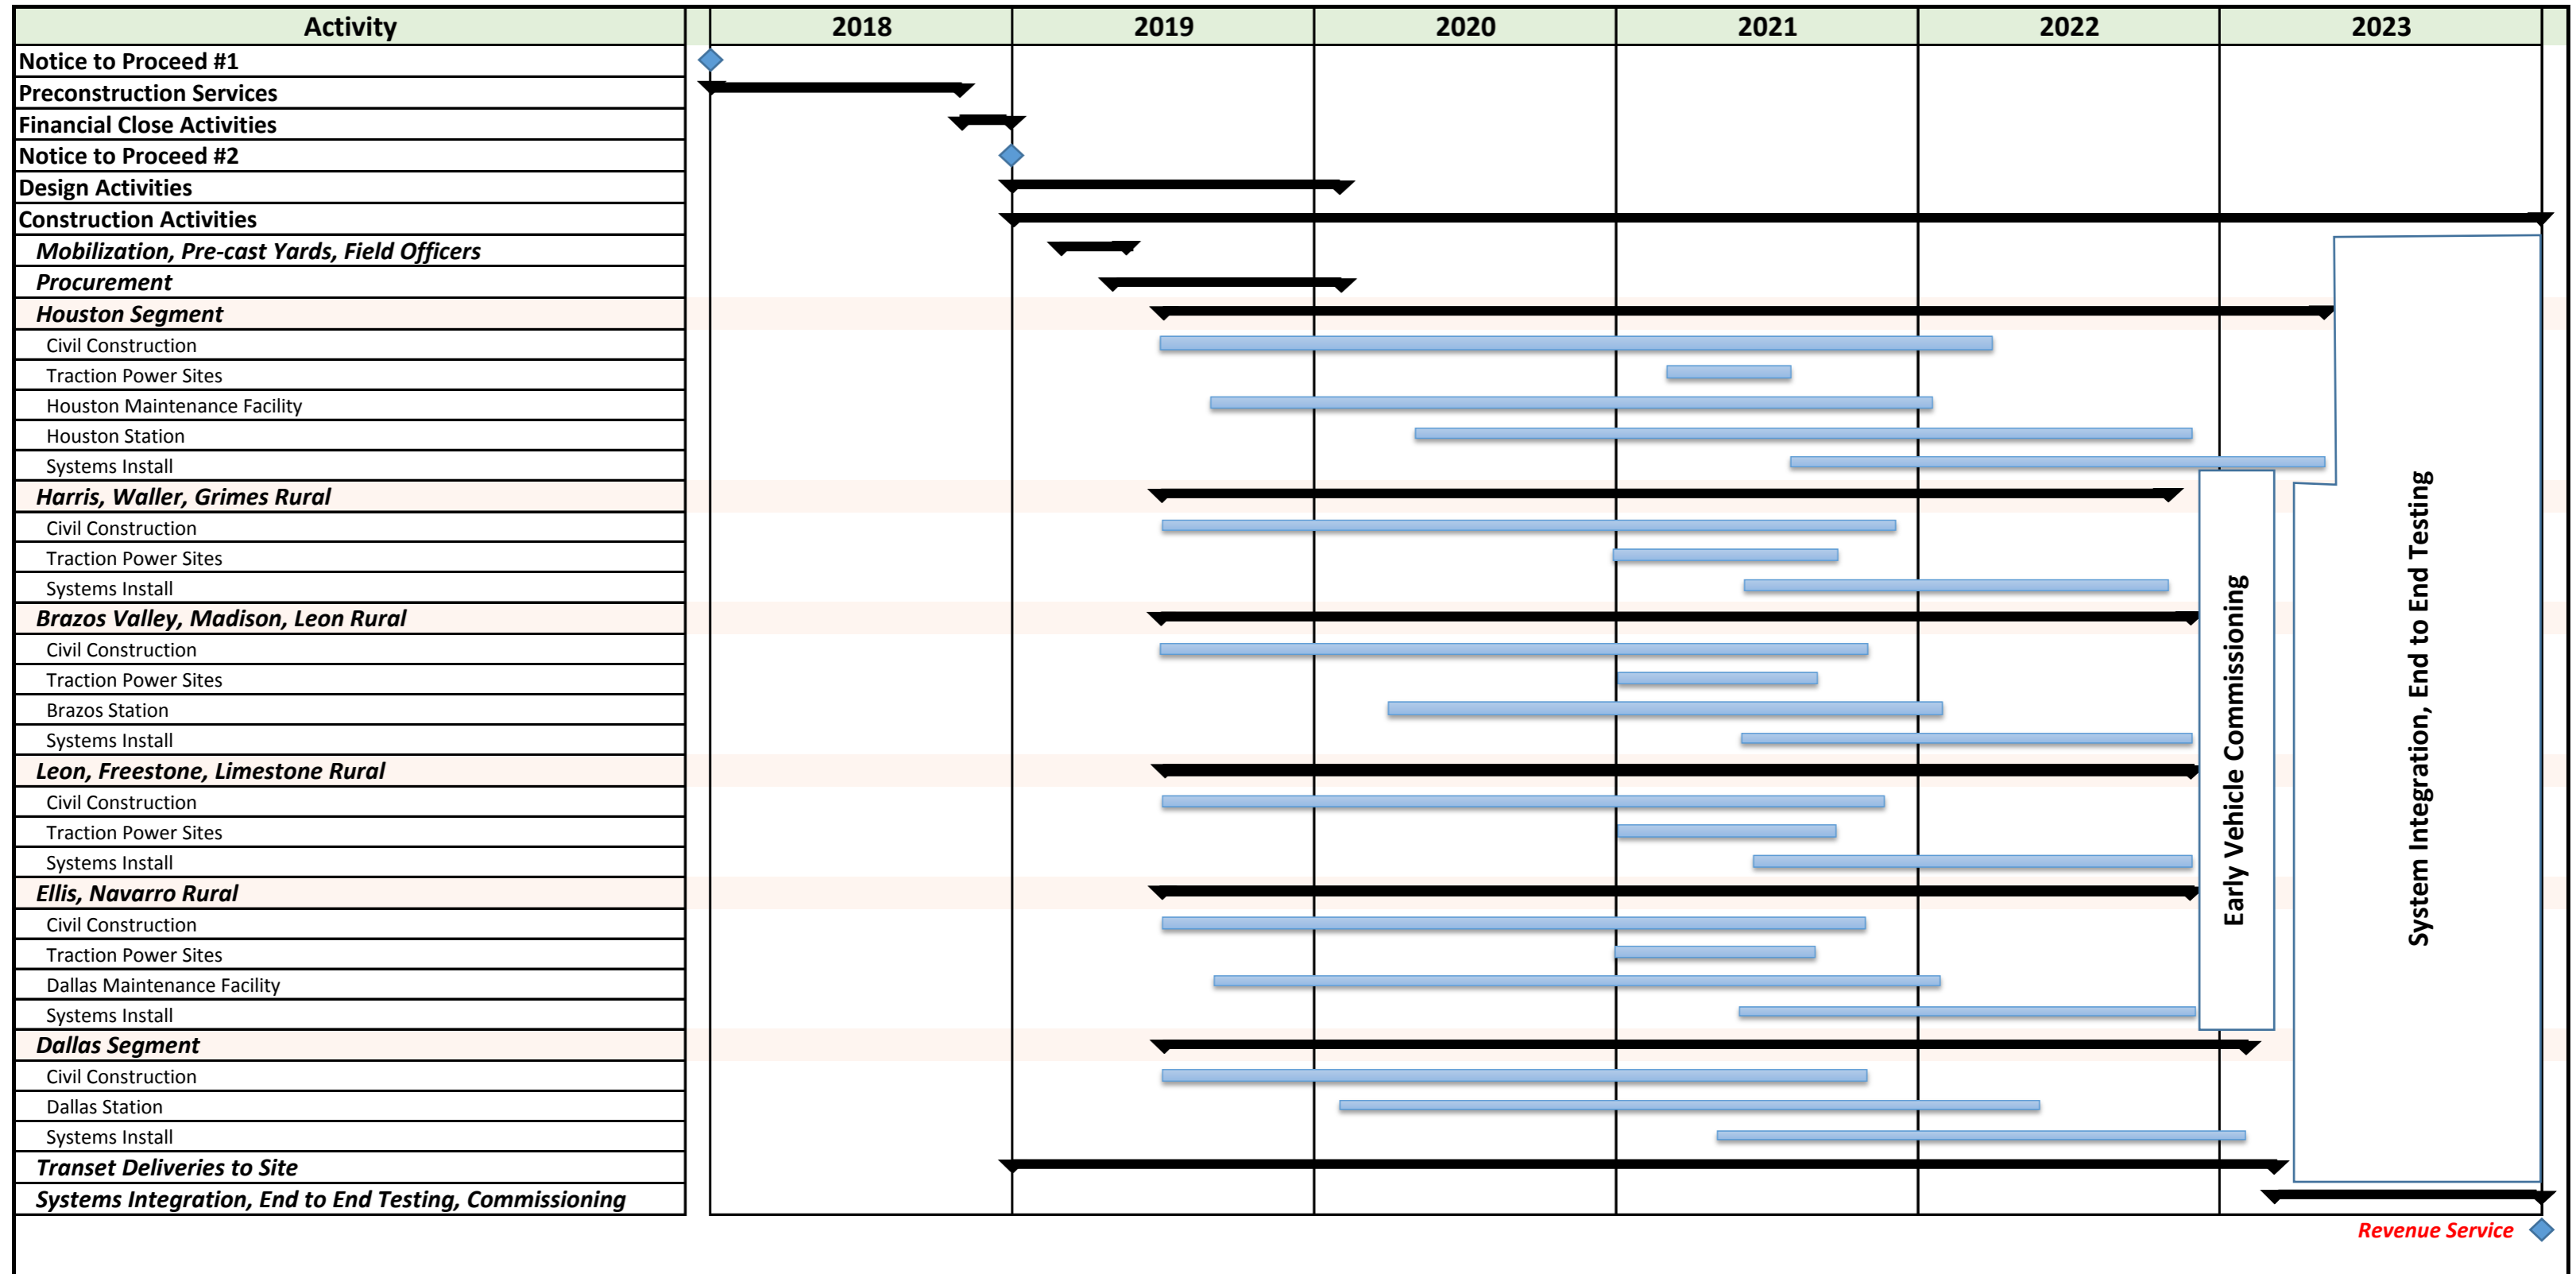 Activity 2018 2019 2020 2021 2022 2023
Notice to Proceed #1
Preconstruction Services
Financial Close Activities
Notice to Proceed #2
Design Activities
Construction Activities
Mobilization, Pre-cast Yards, Field Officers
Procurement
Houston Segment
Civil Construction
Traction Power Sites
Houston Maintenance Facility
Houston Station
Systems Install
Harris, Waller, Grimes Rural
Civil Construction
Traction Power Sites
Systems Install
Brazos Valley, Madison, Leon Rural
Civil Construction
Traction Power Sites
Brazos Station
Systems Install
Leon, Freestone, Limestone Rural
Civil Construction
Traction Power Sites
Systems Install
Ellis, Navarro Rural
Civil Construction
Traction Power Sites
Dallas Maintenance Facility
Systems Install
Dallas Segment
Civil Construction
Dallas Station
Systems Install
Transet Deliveries to Site
Systems Integration, End to End Testing, Commissioning
Early Vehicle Commissioning
System Integration, End to End Testing
Revenue Service